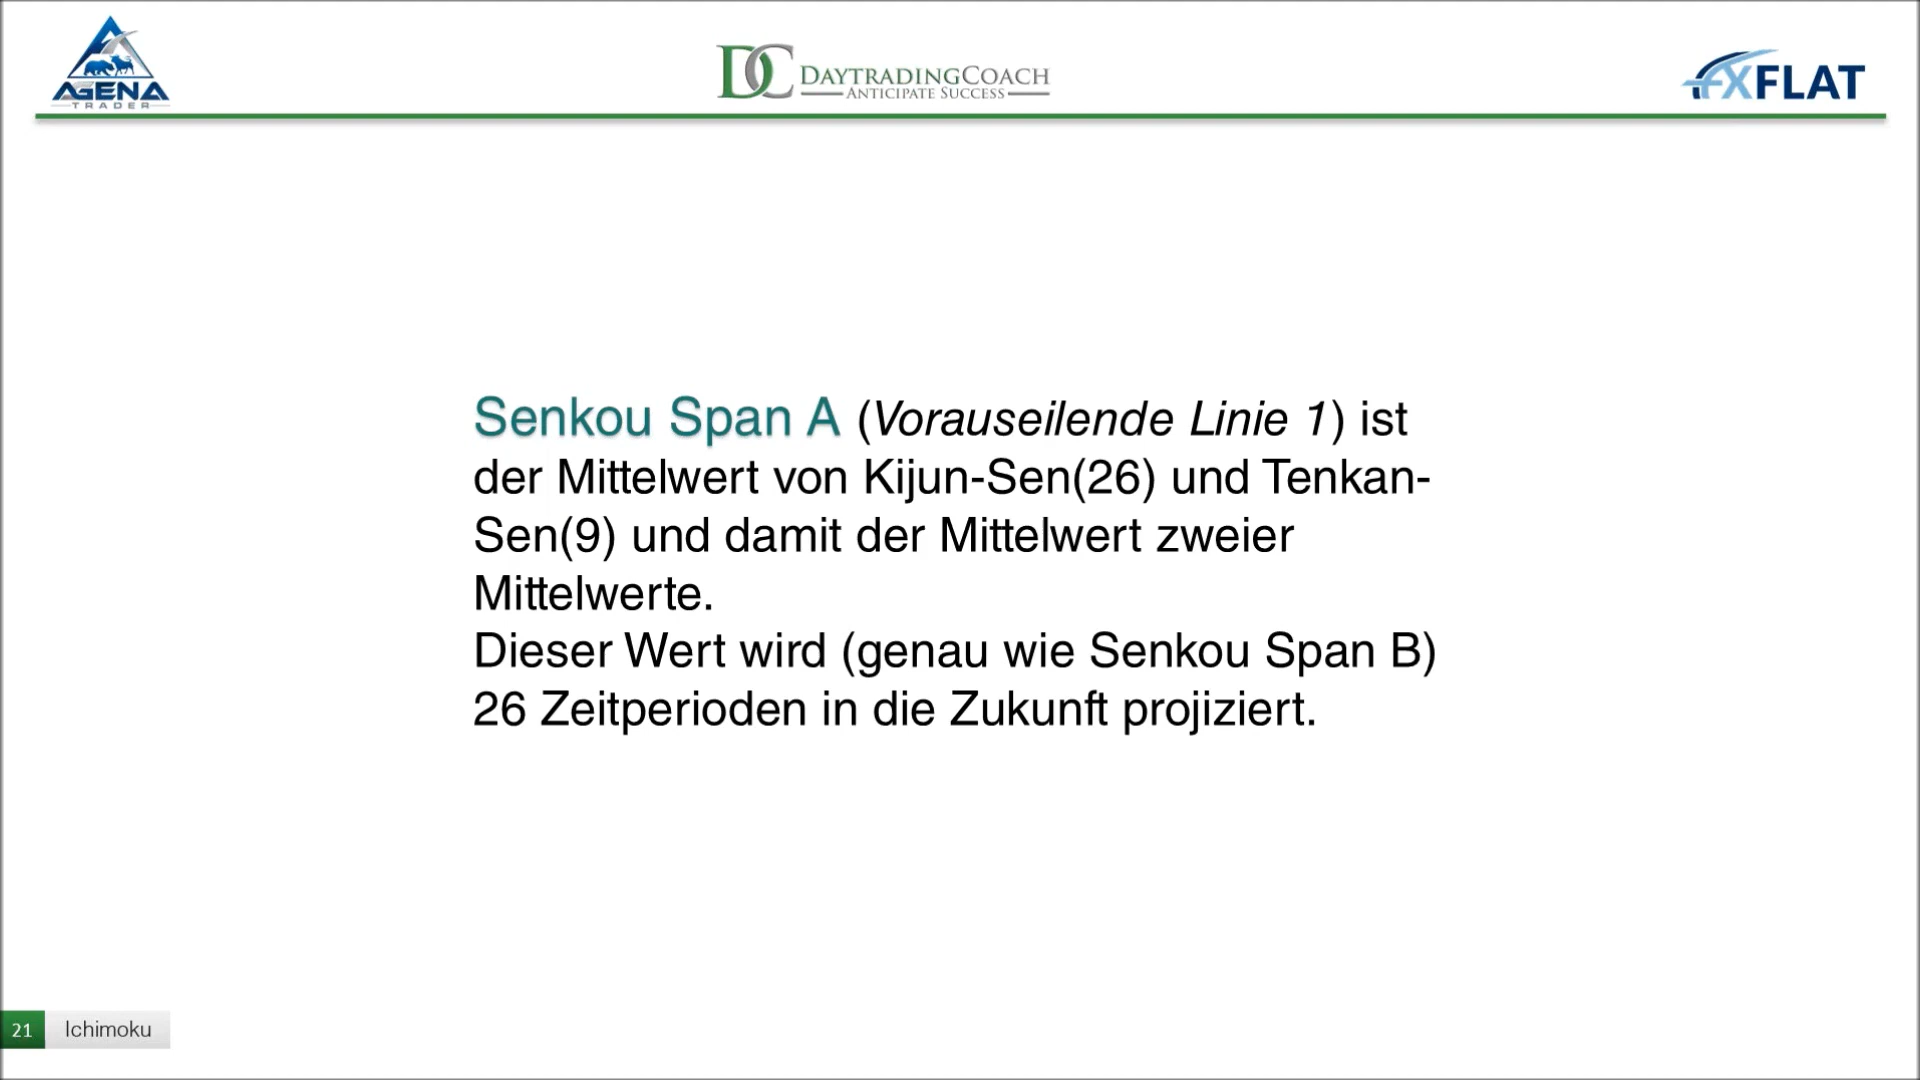 AGENA
TRADER
DC DAYTRADINGCOACH
ANTICIPATE SUCCESS
FXFLAT
Senkou Span A (Vorauseilende Linie 1) ist
der Mittelwert von Kijun-Sen(26) und Tenkan-
Sen(9) und damit der Mittelwert zweier
Mittelwerte.
Dieser Wert wird (genau wie Senkou Span B)
26 Zeitperioden in die Zukunft projiziert.
21 Ichimoku